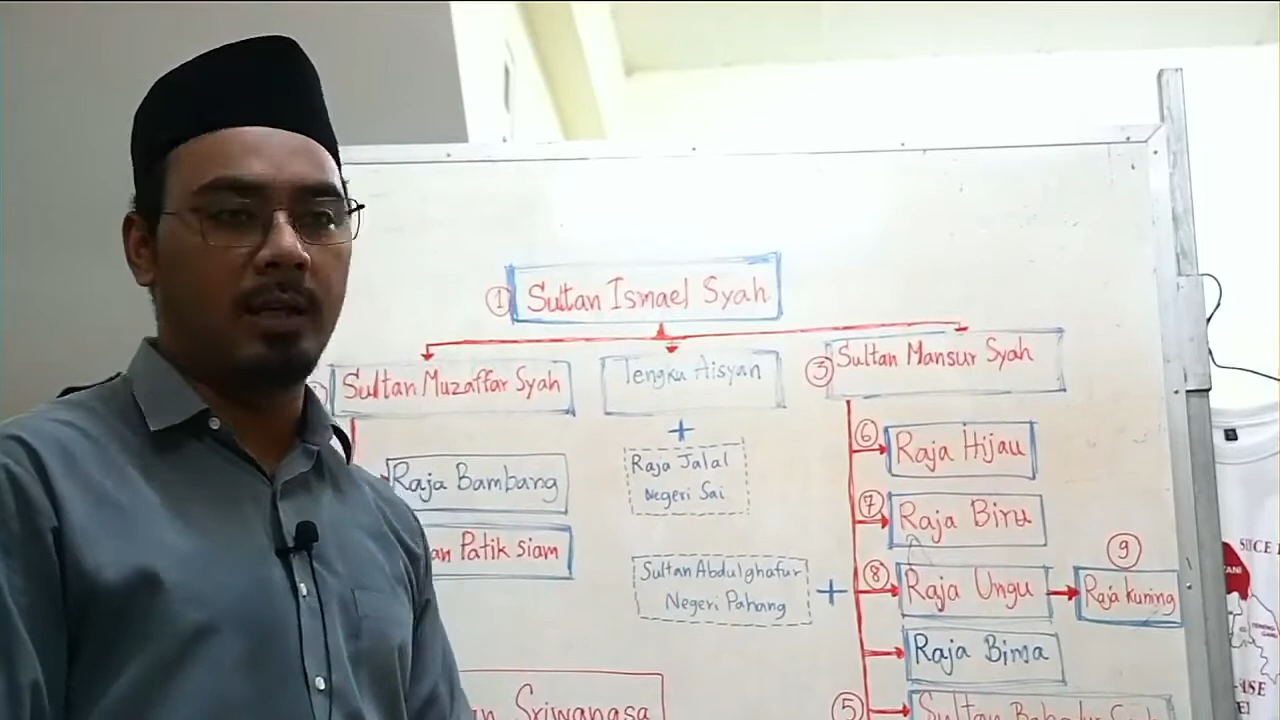 ① Sultan Ismael Syah
Sultan Muzaffar Syah
Tengku Aisyah
③ Sultan Mansur Syah
Raja Bambang
an Patik siam
Raja Jalal
Negeri Sai
Sultan Abdulghafur
Negeri Pahang
⑥ Raja Hijau
⑦ Raja Biru
⑧ Raja Ungu
⑨
Raja kuning
Raja Bima
⑤ Sultan
an Sriwangsa